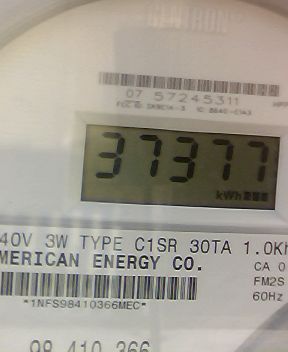 07 57245311
37377
kWh
40V 3W TYPE C1SR 30TA 1.0Kh
MERICAN ENERGY CO.
CA 0
FM2S
60Hz
*1NFS98410366MEC*
98 410 366